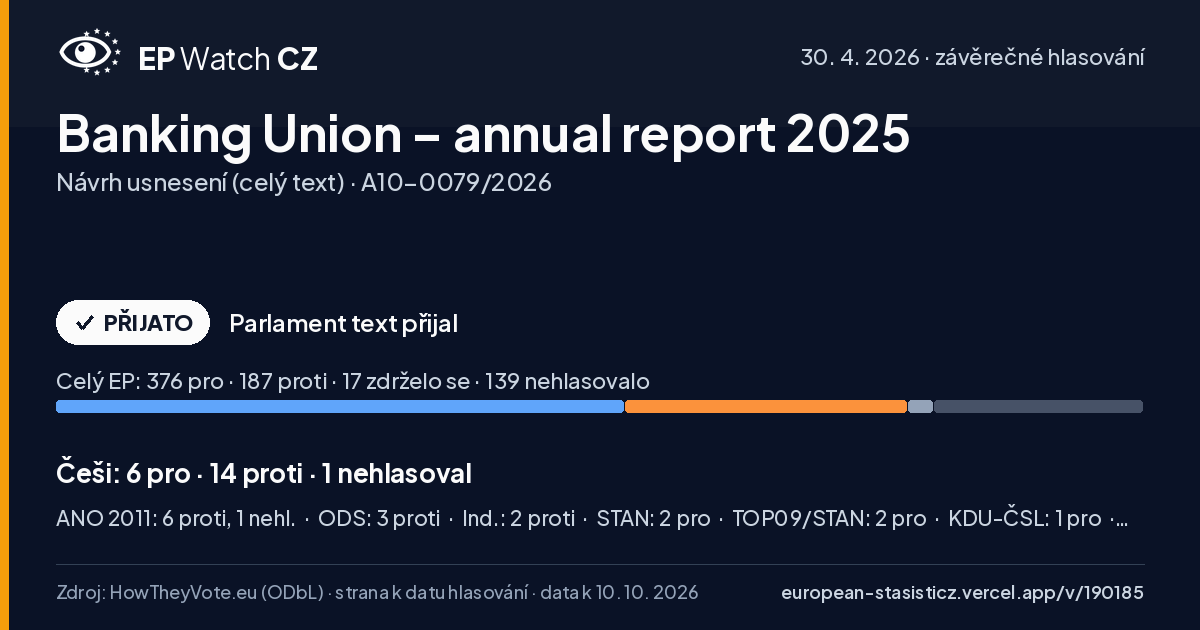 EP Watch CZ
30. 4. 2026 · závěrečné hlasování
Banking Union – annual report 2025
Návrh usnesení (celý text) · A10-0079/2026
✓ PŘIJATO Parlament text přijal
Celý EP: 376 pro · 187 proti · 17 zdrželo se · 139 nehlasovalo
Češi: 6 pro · 14 proti · 1 nehlasoval
ANO 2011: 6 proti, 1 nehl. · ODS: 3 proti · Ind.: 2 proti · STAN: 2 pro · TOP09/STAN: 2 pro · KDU-ČSL: 1 pro ·…
Zdroj: HowTheyVote.eu (ODbL) · strana k datu hlasování · data k 10. 10. 2026
european-stasisticz.vercel.app/v/190185